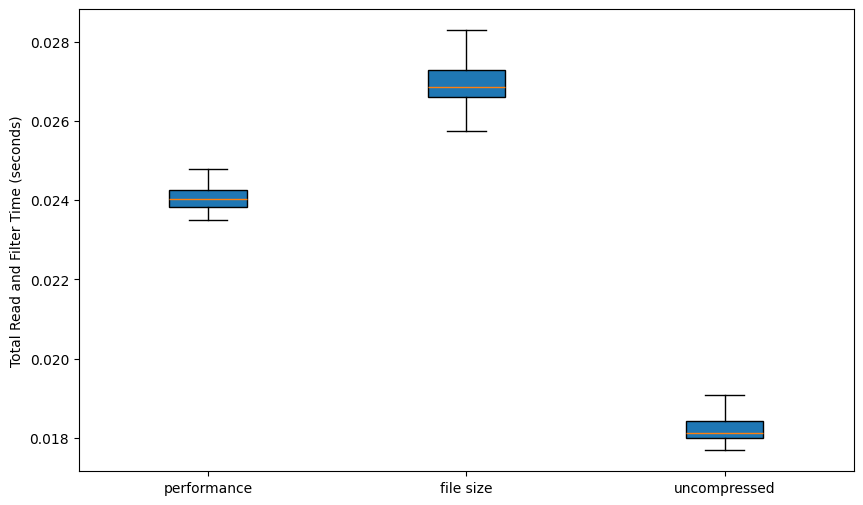 Total Read and Filter Time (seconds)
0.028
0.026
0.024
0.022
0.020
0.018
performance
file size
uncompressed